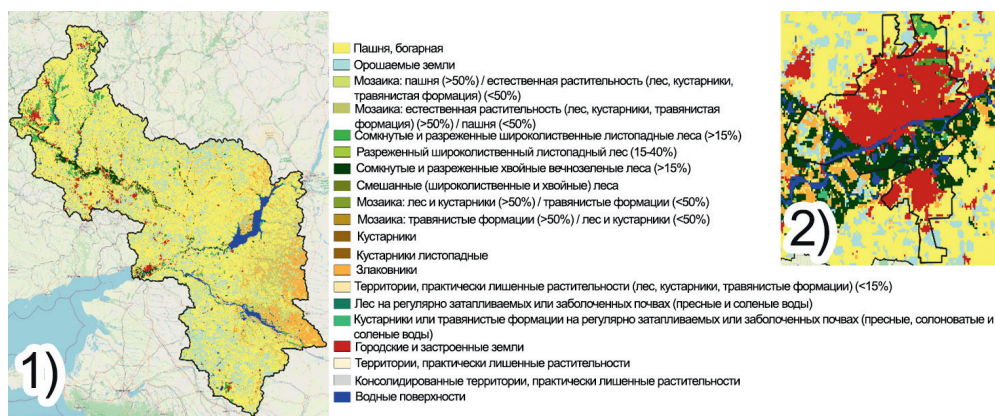 Пашня, богарная
Орошаемые земли
Мозаика: пашня (>50%) / естественная растительность (лес, кустарники,
травянистая формация) (<50%)
Мозаика: естественная растительность (лес, кустарники, травянистая
формация) (>50%) / пашня (<50%)
Сомкнутые и разреженные широколиственные листопадные леса (>15%)
Разреженный широколиственный листопадный лес (15-40%)
Сомкнутые и разреженные хвойные вечнозеленые леса (>15%)
Смешанные (широколиственные и хвойные) леса
Мозаика: лес и кустарники (>50%) / травянистые формации (<50%)
Мозаика: травянистые формации (>50%) / лес и кустарники (<50%)
Кустарники
Кустарники листопадные
Злаковники
Территории, практически лишенные растительности (лес, кустарники, травянистые формации) (<15%)
Лес на регулярно затапливаемых или заболоченных почвах (пресные и соленые воды)
Кустарники или травянистые формации на регулярно затапливаемых или заболоченных почвах (пресные, солоноватые и
соленые воды)
Городские и застроенные земли
Территории, практически лишенные растительности
Консолидированные территории, практически лишенные растительности
Водные поверхности
1)
2)